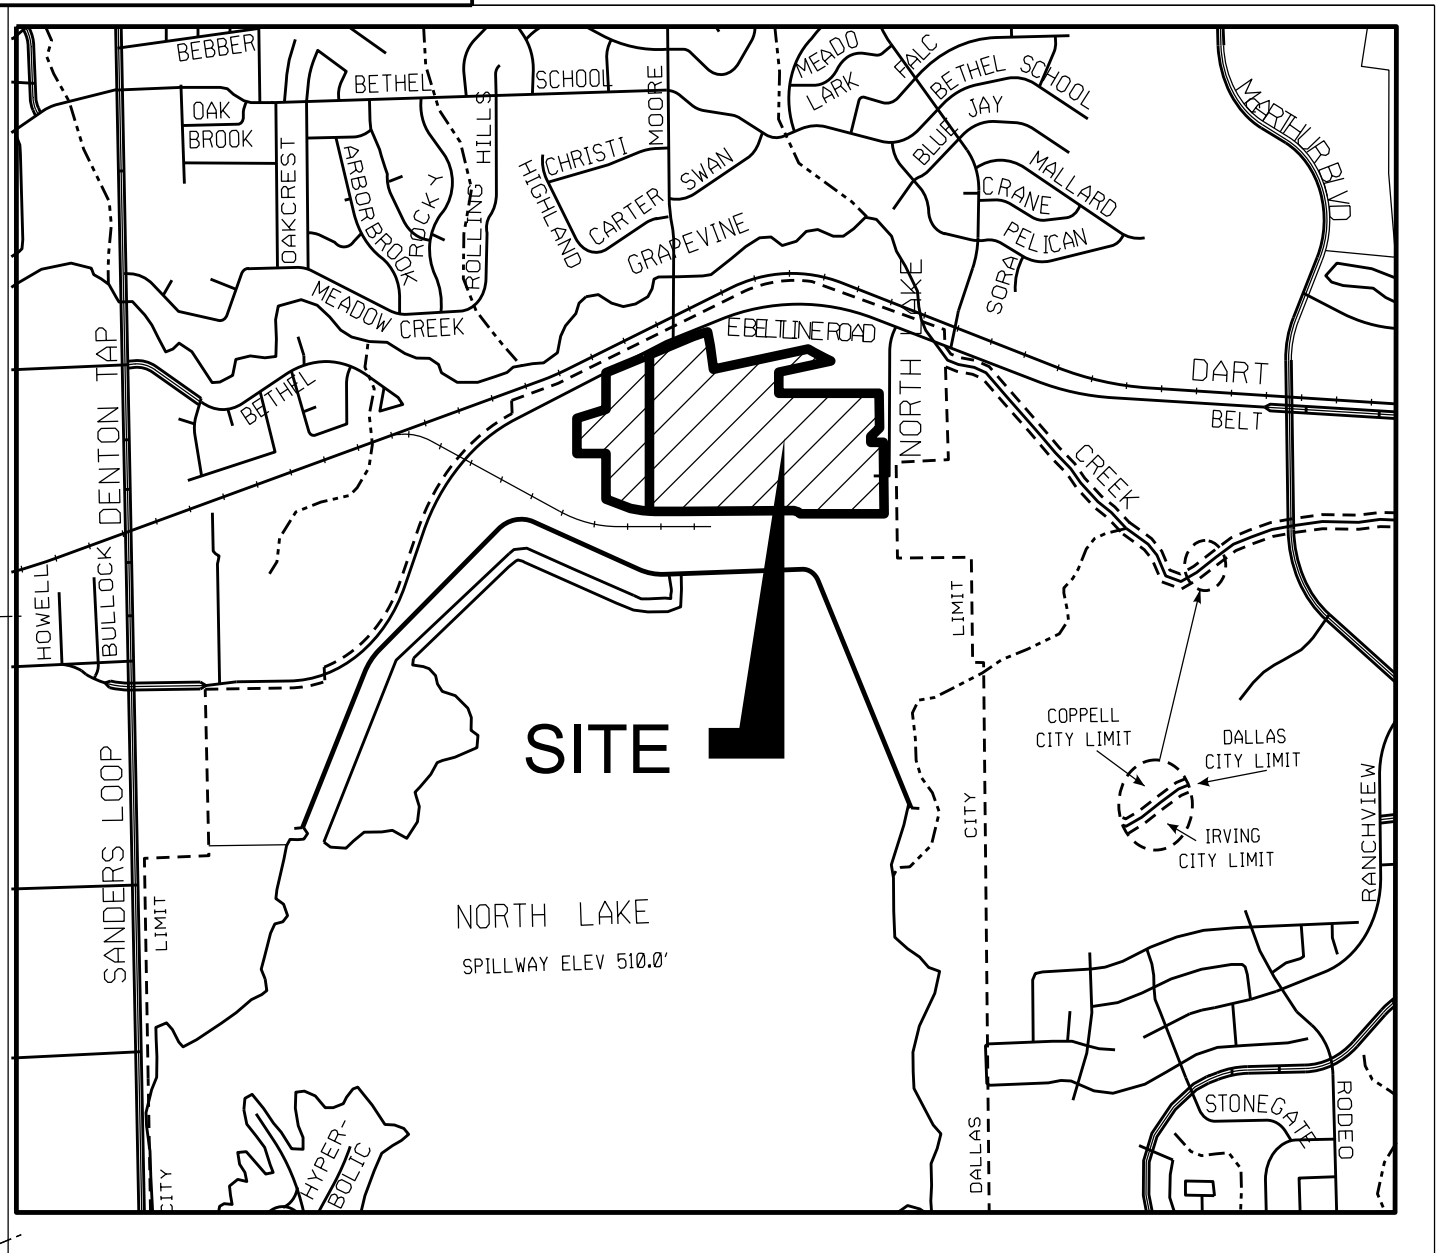 BEBBER
BETHEL
SCHOOL
MOORE
MEADO
LARK
FALC
BETHEL SCHOOL
BLUE JAY
OAK
BROOK
OAKCREST
ARBORBROOK
ROCKY
ROLLING HILLS
HIGHLAND
CHRISTI
CARTER
SWAN
GRAPEVINE
MALLARD
CRANE
PELICAN
SORA
MCARTHUR BLVD
MEADOW CREEK
E BELTLINE ROAD
NORTH LAKE
DART
BELT
BETHEL
DENTON TAP
CREEK
HOWELL
BULLOCK
LIMIT
SITE
COPPELL
CITY LIMIT
DALLAS
CITY LIMIT
IRVING
CITY LIMIT
SANDERS LOOP
CITY
RANCHVIEW
LIMIT
NORTH LAKE
SPILLWAY ELEV 510.0'
STONEGATE
RODEO
HYPER-
BOLIC
CITY
DALLAS